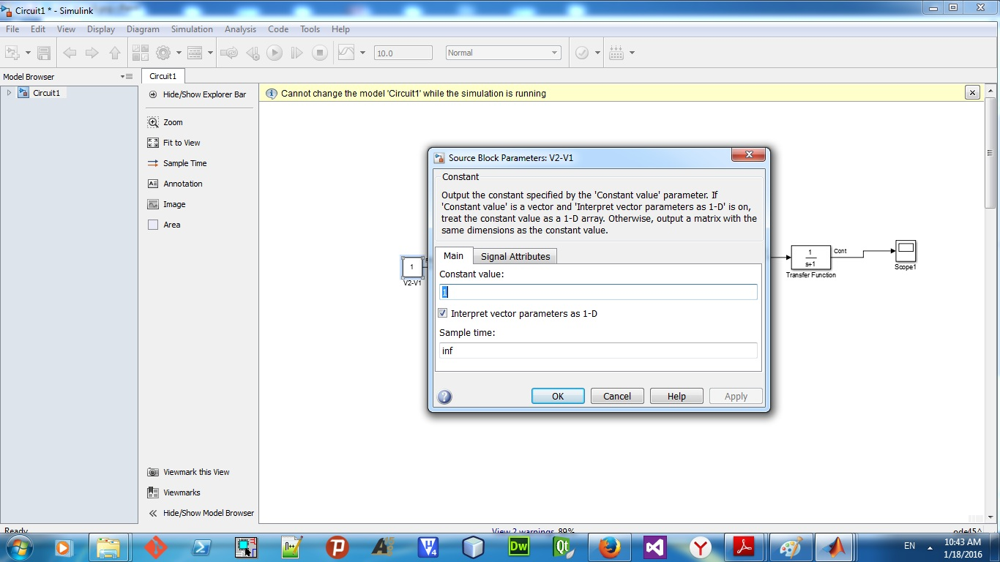 Circuit1 * - Simulink
File Edit View Display Diagram Simulation Analysis Code Tools Help
10.0 Normal
Model Browser
Circuit1
Circuit1
Hide/Show Explorer Bar
Zoom
Fit to View
Sample Time
Annotation
Image
Area
Viewmark this View
Viewmarks
Hide/Show Model Browser
Cannot change the model 'Circuit1' while the simulation is running
1
V2-V1
Source Block Parameters: V2-V1
Constant
Output the constant specified by the 'Constant value' parameter. If
'Constant value' is a vector and 'Interpret vector parameters as 1-D' is on,
treat the constant value as a 1-D array. Otherwise, output a matrix with the
same dimensions as the constant value.
Main Signal Attributes
Constant value:
1
Interpret vector parameters as 1-D
Sample time:
inf
OK Cancel Help Apply
1
s+1
Transfer Function
Cont
Scope1
Ready View 2 warnings 89% ode45
n++
Dw
Qt
EN
10:43 AM
1/18/2016